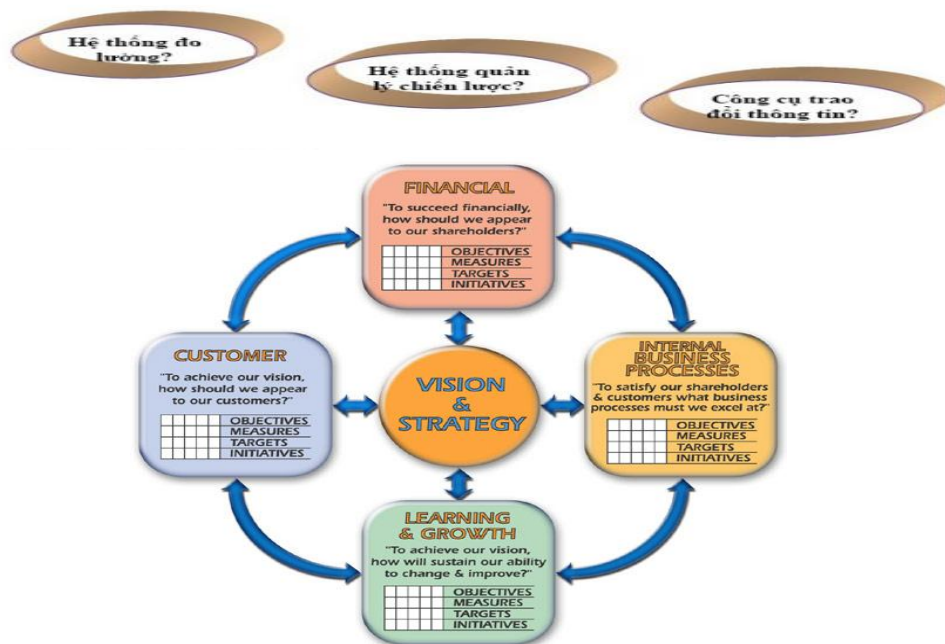 Hệ thống đo
lường?
Hệ thống quản
lý chiến lược?
Công cụ trao
đổi thông tin?
FINANCIAL
"To succeed financially,
how should we appear
to our shareholders?"
OBJECTIVES
MEASURES
TARGETS
INITIATIVES
CUSTOMER
"To achieve our vision,
how should we appear
to our customers?"
OBJECTIVES
MEASURES
TARGETS
INITIATIVES
VISION
&
STRATEGY
INTERNAL
BUSINESS
PROCESSES
"To satisfy our shareholders
& customers what business
processes must we excel at?"
OBJECTIVES
MEASURES
TARGETS
INITIATIVES
LEARNING
& GROWTH
"To achieve our vision,
how will sustain our ability
to change & improve?"
OBJECTIVES
MEASURES
TARGETS
INITIATIVES